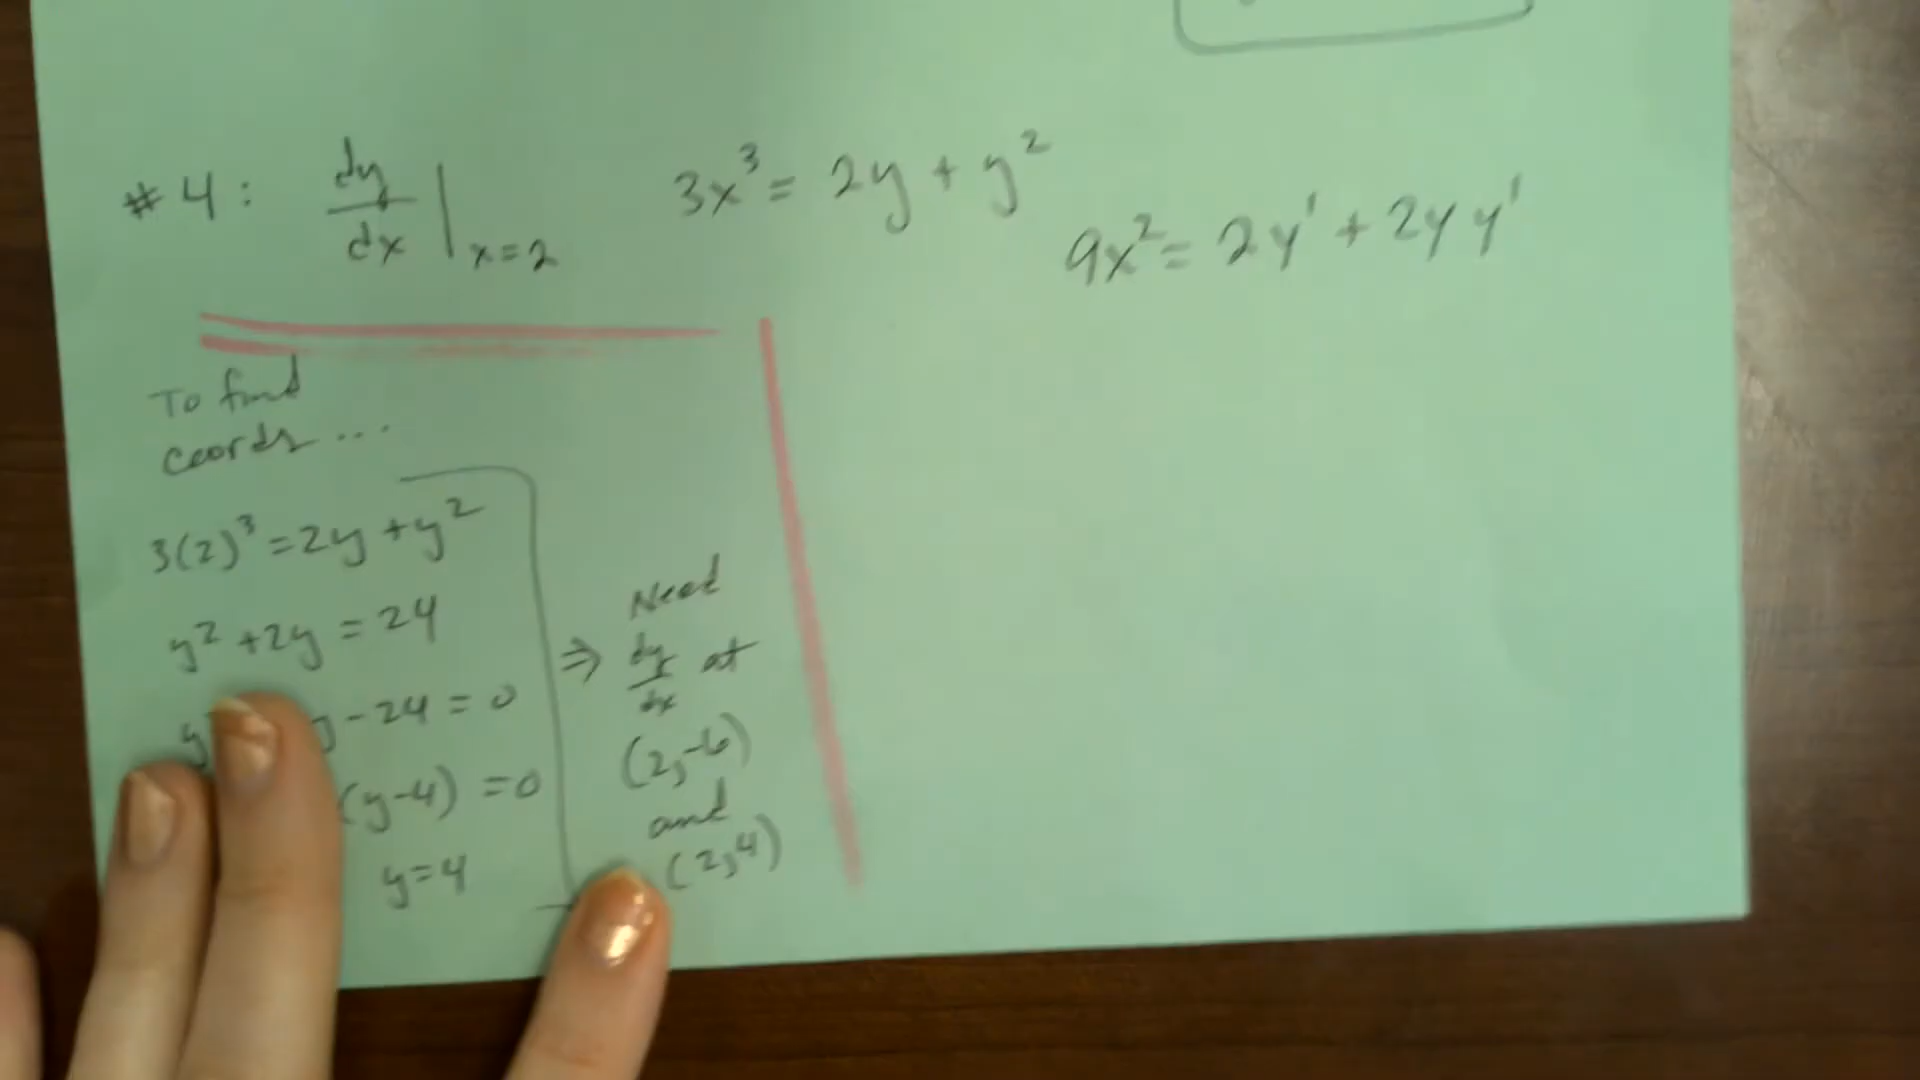 #4: dy/dx | x=2
3x³ = 2y + y²
9x² = 2y' + 2y y'
To find
coords ...
3(2)³ = 2y + y²
y² + 2y = 24
y - 24 = 0
(y-4) = 0
y = 4
⇒ Need
dy/dx at
(2, -6)
and
(2, 4)